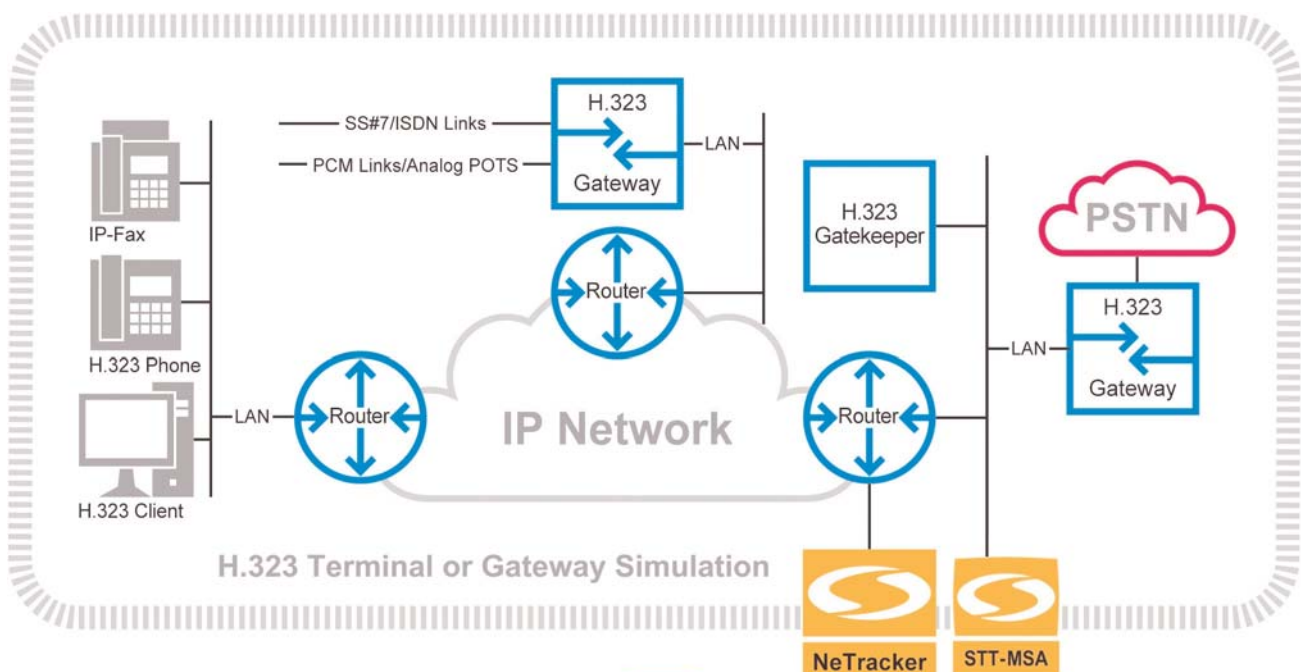 H.323
Gateway
SS#7/ISDN Links
PCM Links/Analog POTS
LAN
IP-Fax
H.323 Phone
H.323 Client
LAN
Router
Router
IP Network
H.323
Gatekeeper
PSTN
H.323
Gateway
LAN
Router
H.323 Terminal or Gateway Simulation
NeTracker
STT-MSA